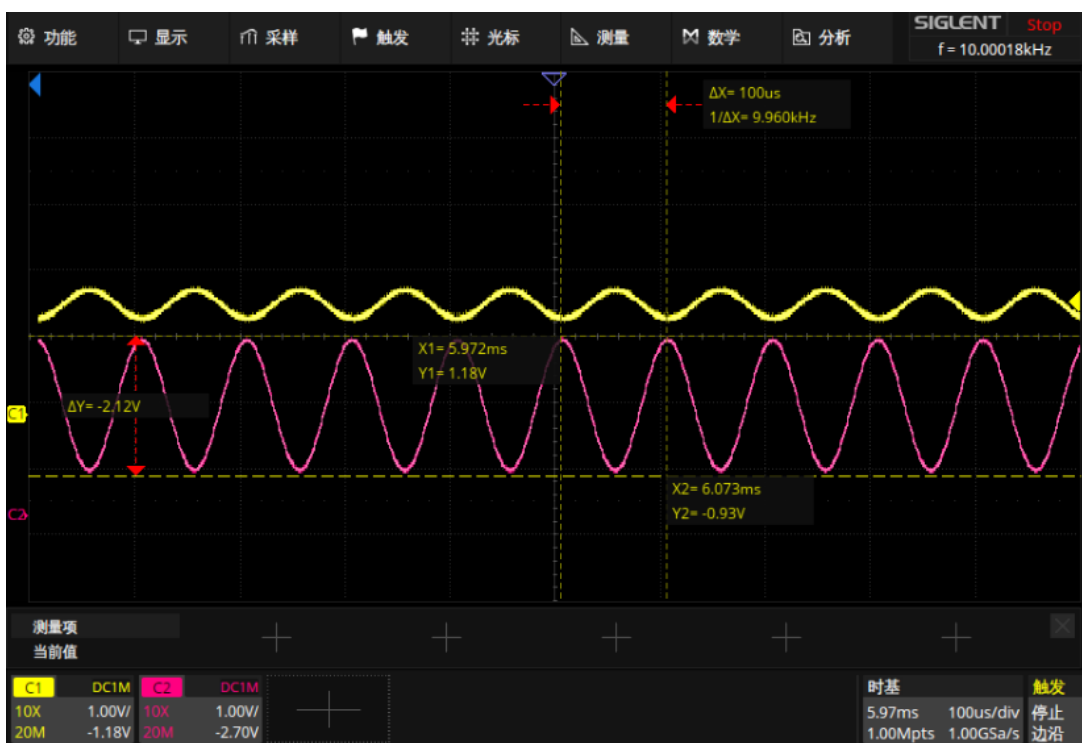 功能 显示 采样 触发 光标 测量 数学 分析 SIGLENT Stop
f = 10.00018kHz
ΔX= 100us
1/ΔX= 9.960kHz
X1= 5.972ms
Y1= 1.18V
ΔY= -2.12V
C1
X2= 6.073ms
Y2= -0.93V
C2
测量项
当前值
C1 DC1M C2 DC1M 时基 触发
10X 1.00V/ 10X 1.00V/ 5.97ms 100us/div 停止
20M -1.18V 20M -2.70V 1.00Mpts 1.00GSa/s 边沿